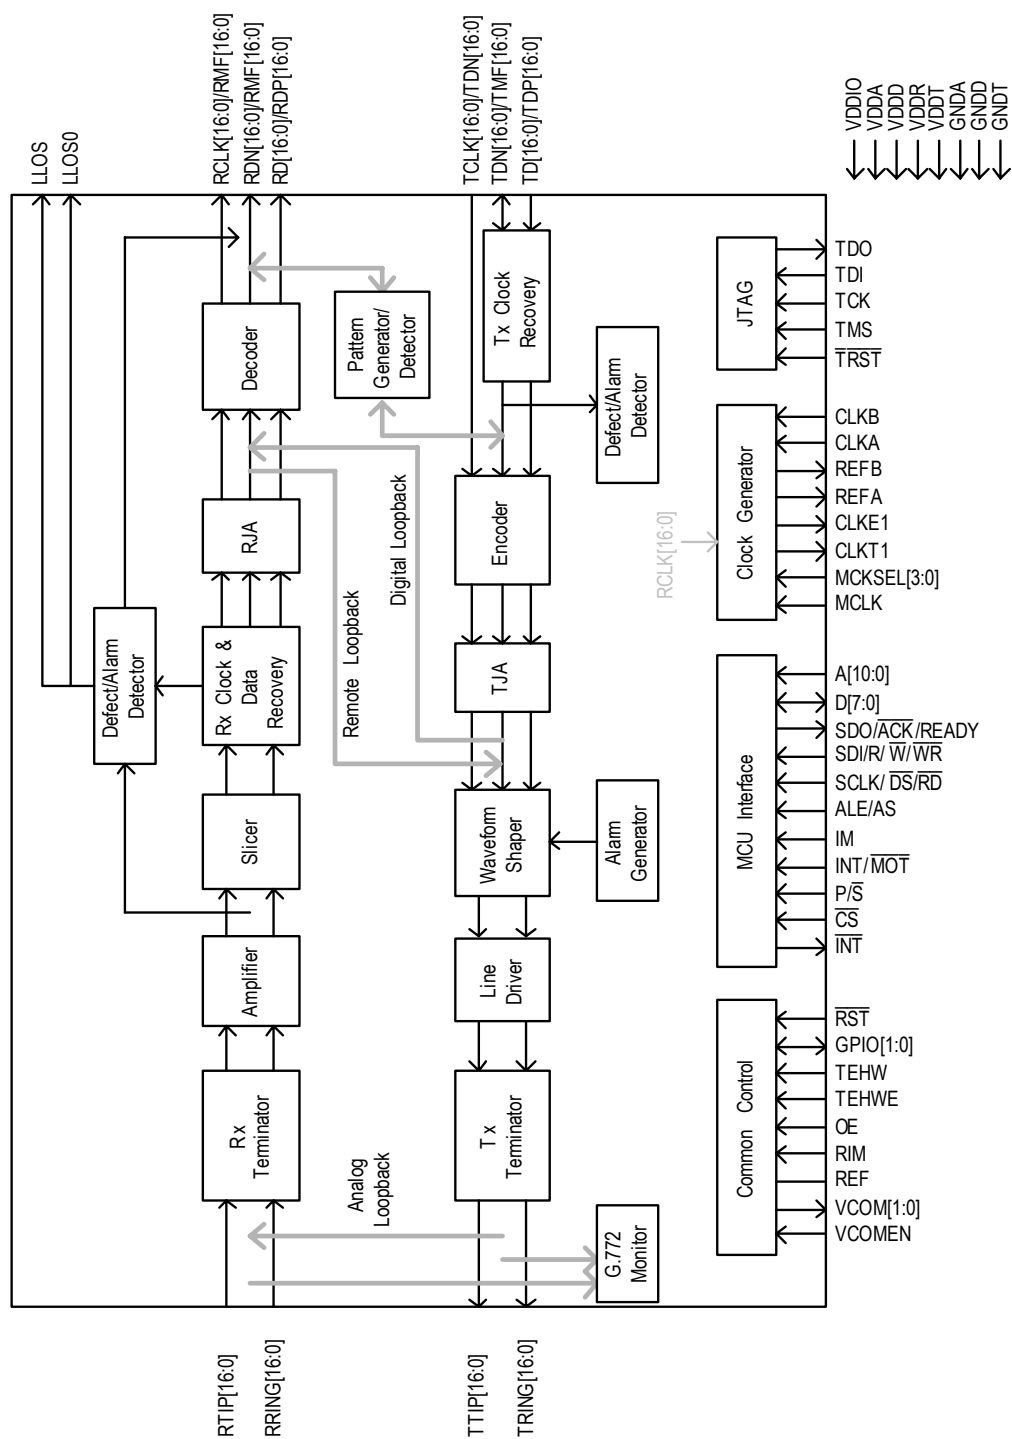 LLOS
LLOS0
RCLK[16:0]/RMF[16:0]
RDN[16:0]/RMF[16:0]
RD[16:0]/RDP[16:0]
TCLK[16:0]/TDN[16:0]
TDN[16:0]/TMF[16:0]
TD[16:0]/TDP[16:0]
VDDIO
VDDA
VDDD
VDDR
VDDT
GNDA
GNDD
GNDT
Decoder
Pattern
Generator/
Detector
Tx Clock
Recovery
Defect/Alarm
Detector
RJA
Encoder
Digital Loopback
Remote Loopback
Defect/Alarm
Detector
Rx Clock &
Data
Recovery
TJA
Slicer
Waveform
Shaper
Alarm
Generator
Amplifier
Line
Driver
Rx
Terminator
Tx
Terminator
Analog
Loopback
G.772
Monitor
RTIP[16:0]
RRING[16:0]
TTIP[16:0]
TRING[16:0]
JTAG
TDO
TDI
TCK
TMS
TRST
RCLK[16:0]
Clock Generator
CLKB
CLKA
REFB
REFA
CLKE1
CLKT1
MCKSEL[3:0]
MCLK
MCU Interface
A[10:0]
D[7:0]
SDO/ACK/READY
SDI/R/ W/WR
SCLK/ DS/RD
ALE/AS
IM
INT/MOT
P/S
CS
INT
Common Control
RST
GPIO[1:0]
TEHW
TEHWE
OE
RIM
REF
VCOM[1:0]
VCOMEN